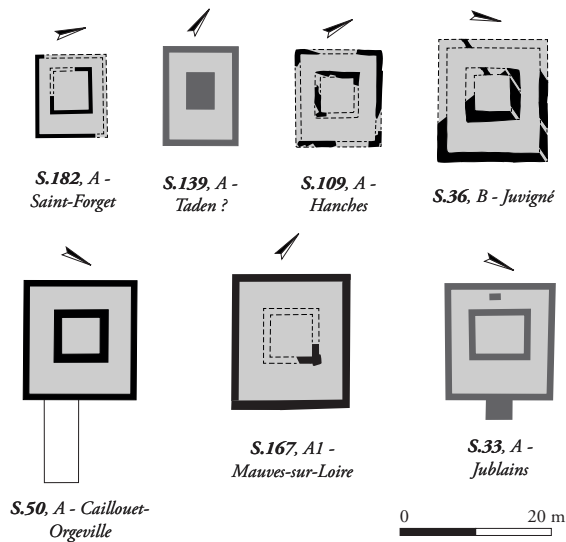 S.182, A -
Saint-Forget
S.139, A -
Taden ?
S.109, A -
Hanches
S.36, B - Juvigné
S.50, A - Caillouet-
Orgeville
S.167, A1 -
Mauves-sur-Loire
S.33, A -
Jublains
0 20 m